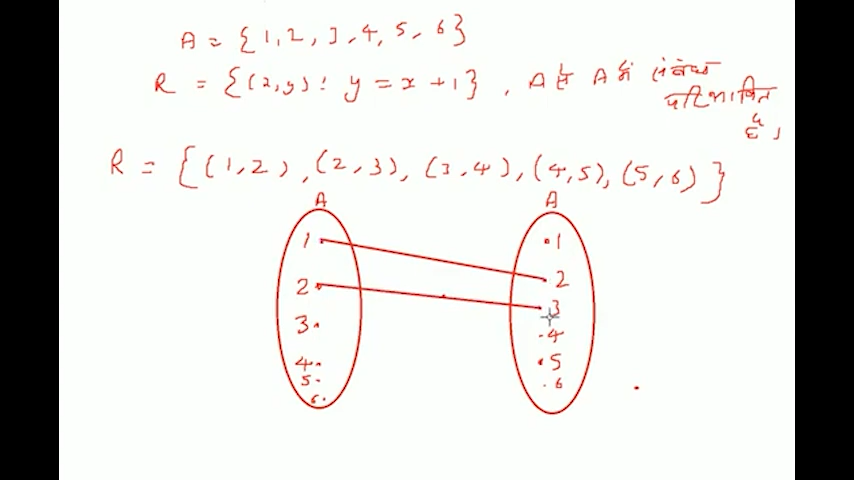 A = {1, 2, 3, 4, 5, 6}
R = {(2, y) : y = x + 1}, A से A में संबंध
परिभाषित
है।
R = {(1, 2), (2, 3), (3, 4), (4, 5), (5, 6)}
A A
1 1
2 2
3 3
4 4
5 5
6 6